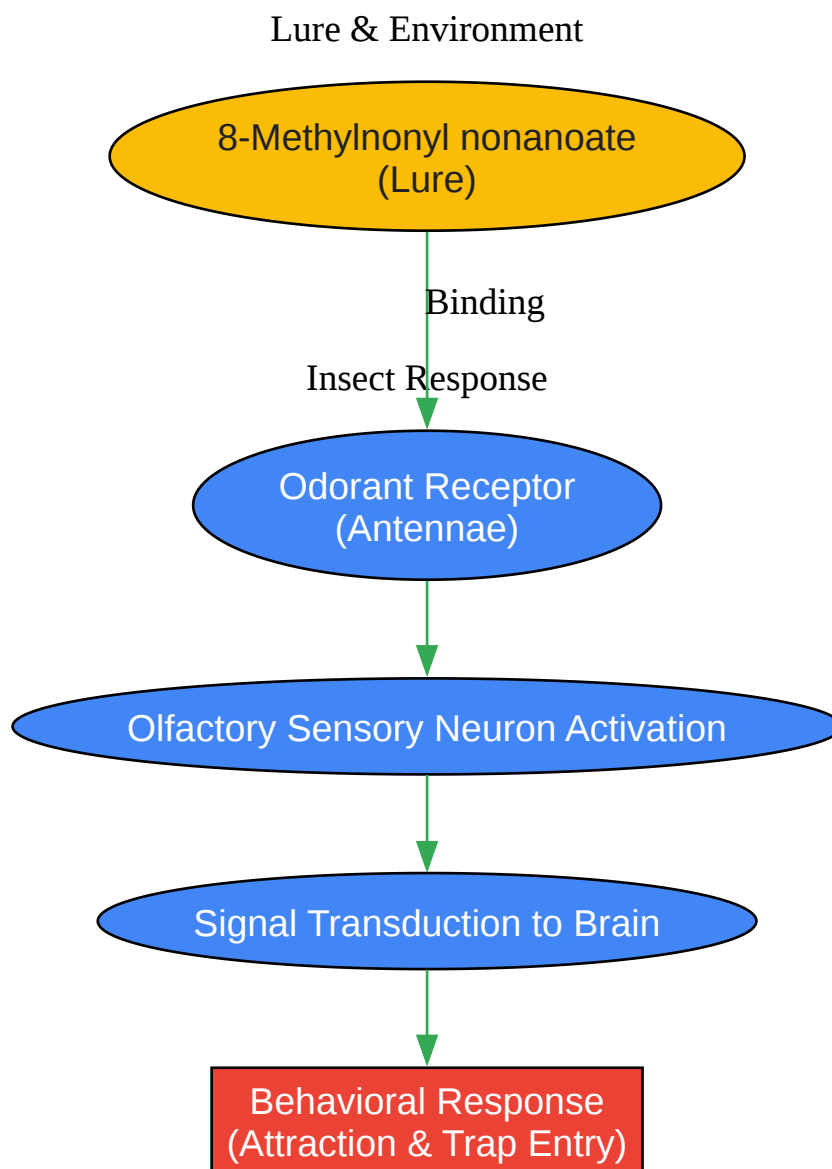 Lure & Environment
8-Methylnonyl nonanoate
(Lure)
Binding
Insect Response
Odorant Receptor
(Antennae)
Olfactory Sensory Neuron Activation
Signal Transduction to Brain
Behavioral Response
(Attraction & Trap Entry)